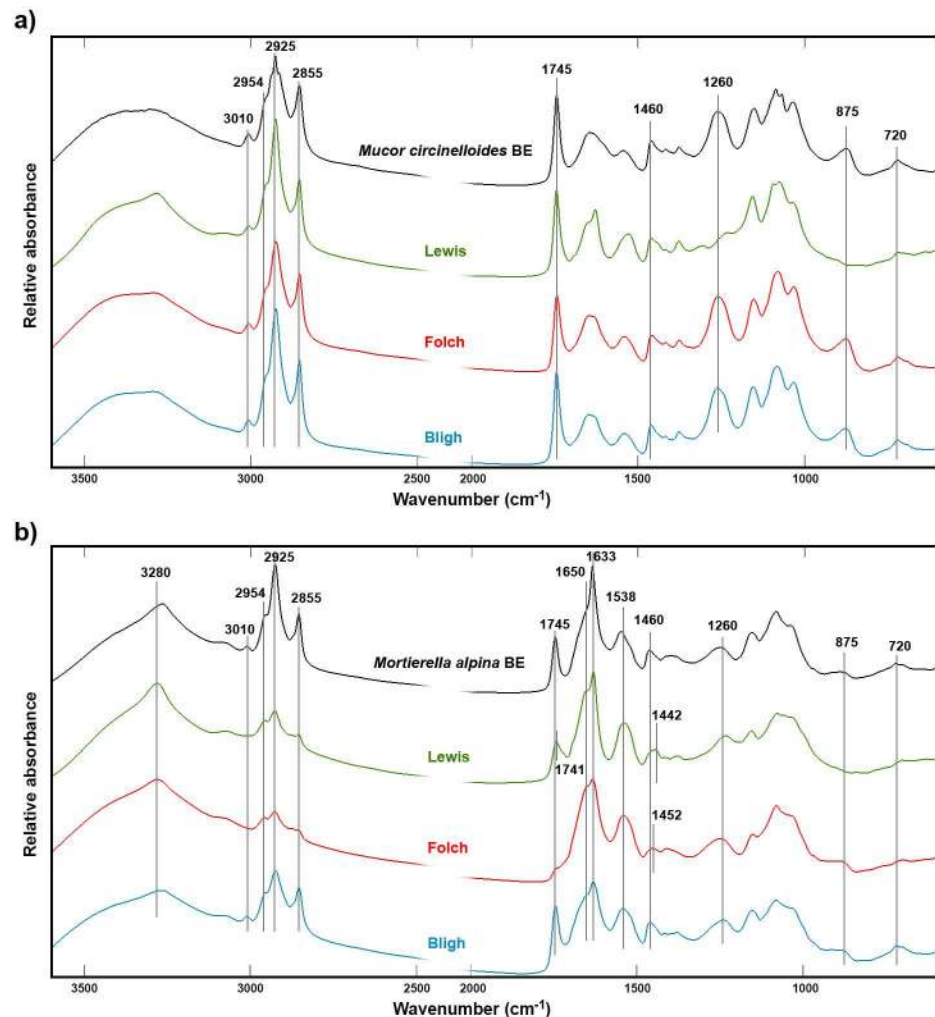 a)
2925
2954
2855
3010
1745
1460
1260
875
720
Mucor circinelloides BE
Lewis
Folch
Bligh
Relative absorbance
3500
3000
2000
1500
1000
Wavenumber (cm-1)
b)
2925
1633
3280
1650
2954
2855
1538
3010
1745
1460
1260
875
720
Mortierella alpina BE
Lewis
1442
1741
Folch
1452
Bligh
Relative absorbance
3500
3000
2000
1500
1000
Wavenumber (cm-1)